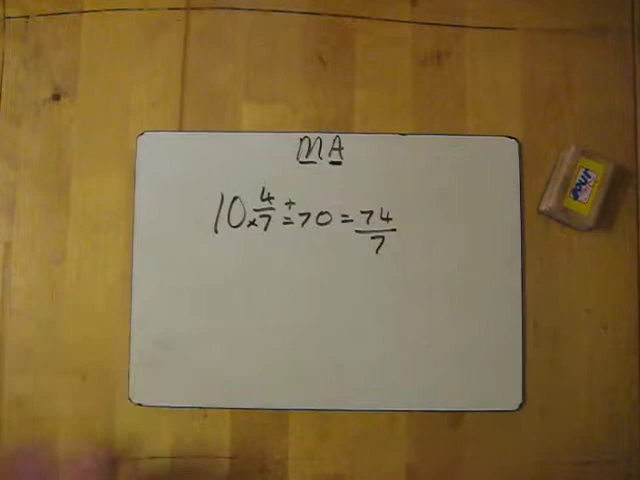 MA
10 4/7 × + = 70 = 74/7